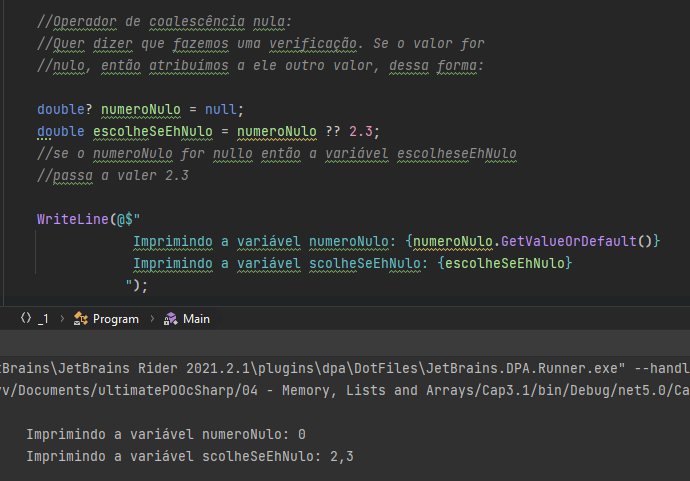 //Operador de coalescência nula:
//Quer dizer que fazemos uma verificação. Se o valor for
//nulo, então atribuímos a ele outro valor, dessa forma:
double? numeroNulo = null;
double escolheSeEhNulo = numeroNulo ?? 2.3;
//se o numeroNulo for nullo então a variável escolheseEhNulo
//passa a valer 2.3
WriteLine(@$"
Imprimindo a variável numeroNulo: {numeroNulo.GetValueOrDefault()}
Imprimindo a variável scolheSeEhNulo: {escolheSeEhNulo}
");
_1 > Program > Main
tBrains\JetBrains Rider 2021.2.1\plugins\dpa\DotFiles\JetBrains.DPA.Runner.exe" --handl
vv/Documents/ultimatePOOcSharp/04 - Memory, Lists and Arrays/Cap3.1/bin/Debug/net5.0/Ca
Imprimindo a variável numeroNulo: 0
Imprimindo a variável scolheSeEhNulo: 2,3